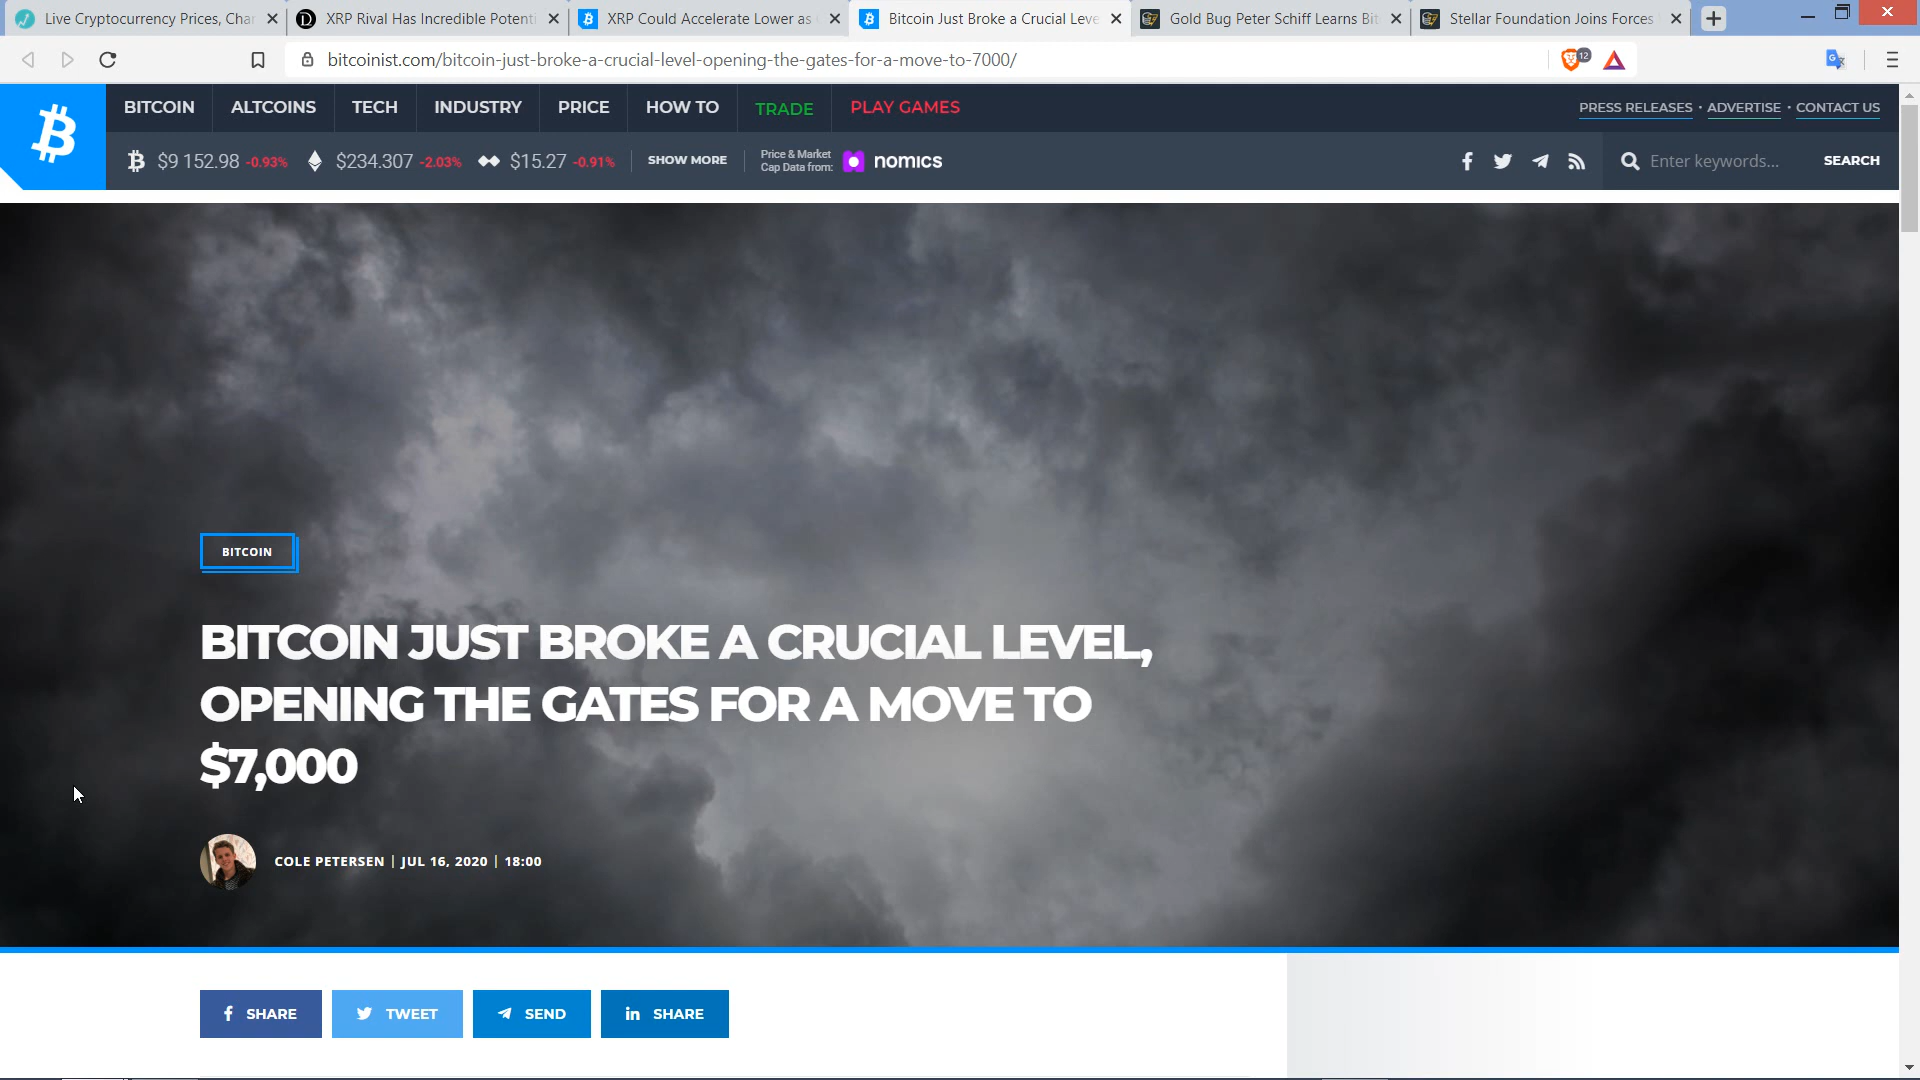 Live Cryptocurrency Prices, Char
XRP Rival Has Incredible Potenti
XRP Could Accelerate Lower as
Bitcoin Just Broke a Crucial Leve
Gold Bug Peter Schiff Learns Bit
Stellar Foundation Joins Forces
bitcoinist.com/bitcoin-just-broke-a-crucial-level-opening-the-gates-for-a-move-to-7000/
12
BITCOIN ALTCOINS TECH INDUSTRY PRICE HOW TO TRADE PLAY GAMES
PRESS RELEASES · ADVERTISE · CONTACT US
$9 152.98 -0.93% $234.307 -2.03% $15.27 -0.91% SHOW MORE
Price & Market
Cap Data from:
nomics
Enter keywords... SEARCH
BITCOIN
BITCOIN JUST BROKE A CRUCIAL LEVEL,
OPENING THE GATES FOR A MOVE TO
$7,000
COLE PETERSEN | JUL 16, 2020 | 18:00
SHARE TWEET SEND SHARE